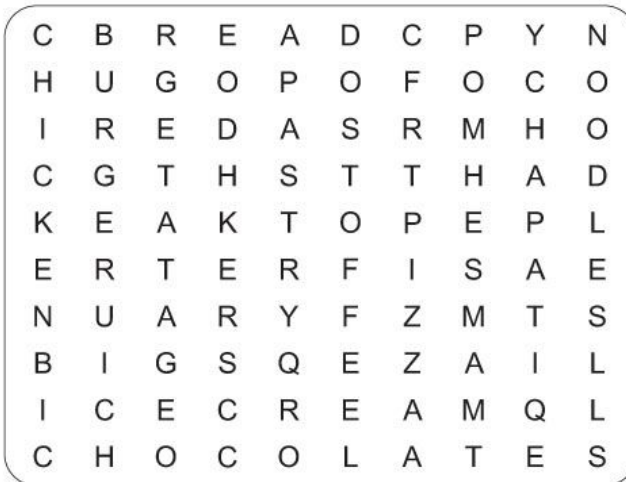 C B R E A D C P Y N
H U G O P O F O C O
I R E D A S R M H O
C G T H S T T H A D
K E A K T O P E P L
E R T E R F I S A E
N U A R Y F Z M T S
B I G S Q E Z A I L
I C E C R E A M Q L
C H O C O L A T E S